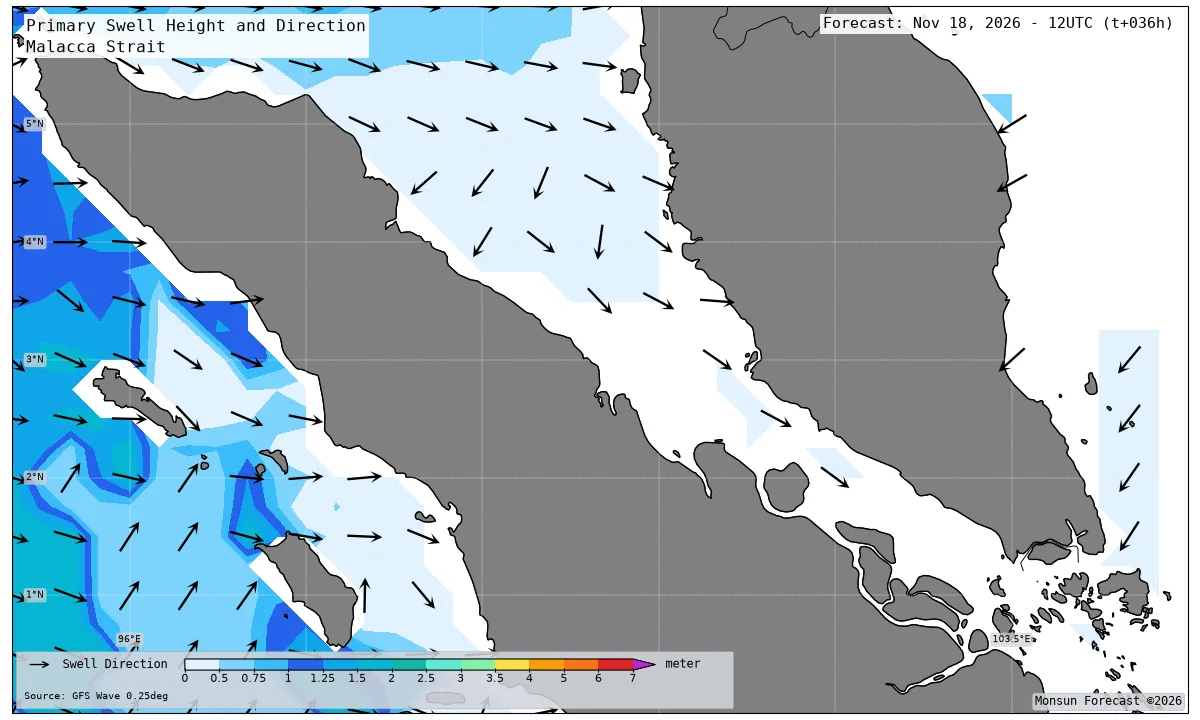 Primary Swell Height and Direction
Malacca Strait
Forecast: Nov 18, 2026 - 12UTC (t+036h)
5°N
4°N
3°N
2°N
1°N
96°E
103.5°E
Swell Direction
meter
0 0.5 0.75 1 1.25 1.5 2 2.5 3 3.5 4 5 6 7
Source: GFS Wave 0.25deg
Monsun Forecast ©2026